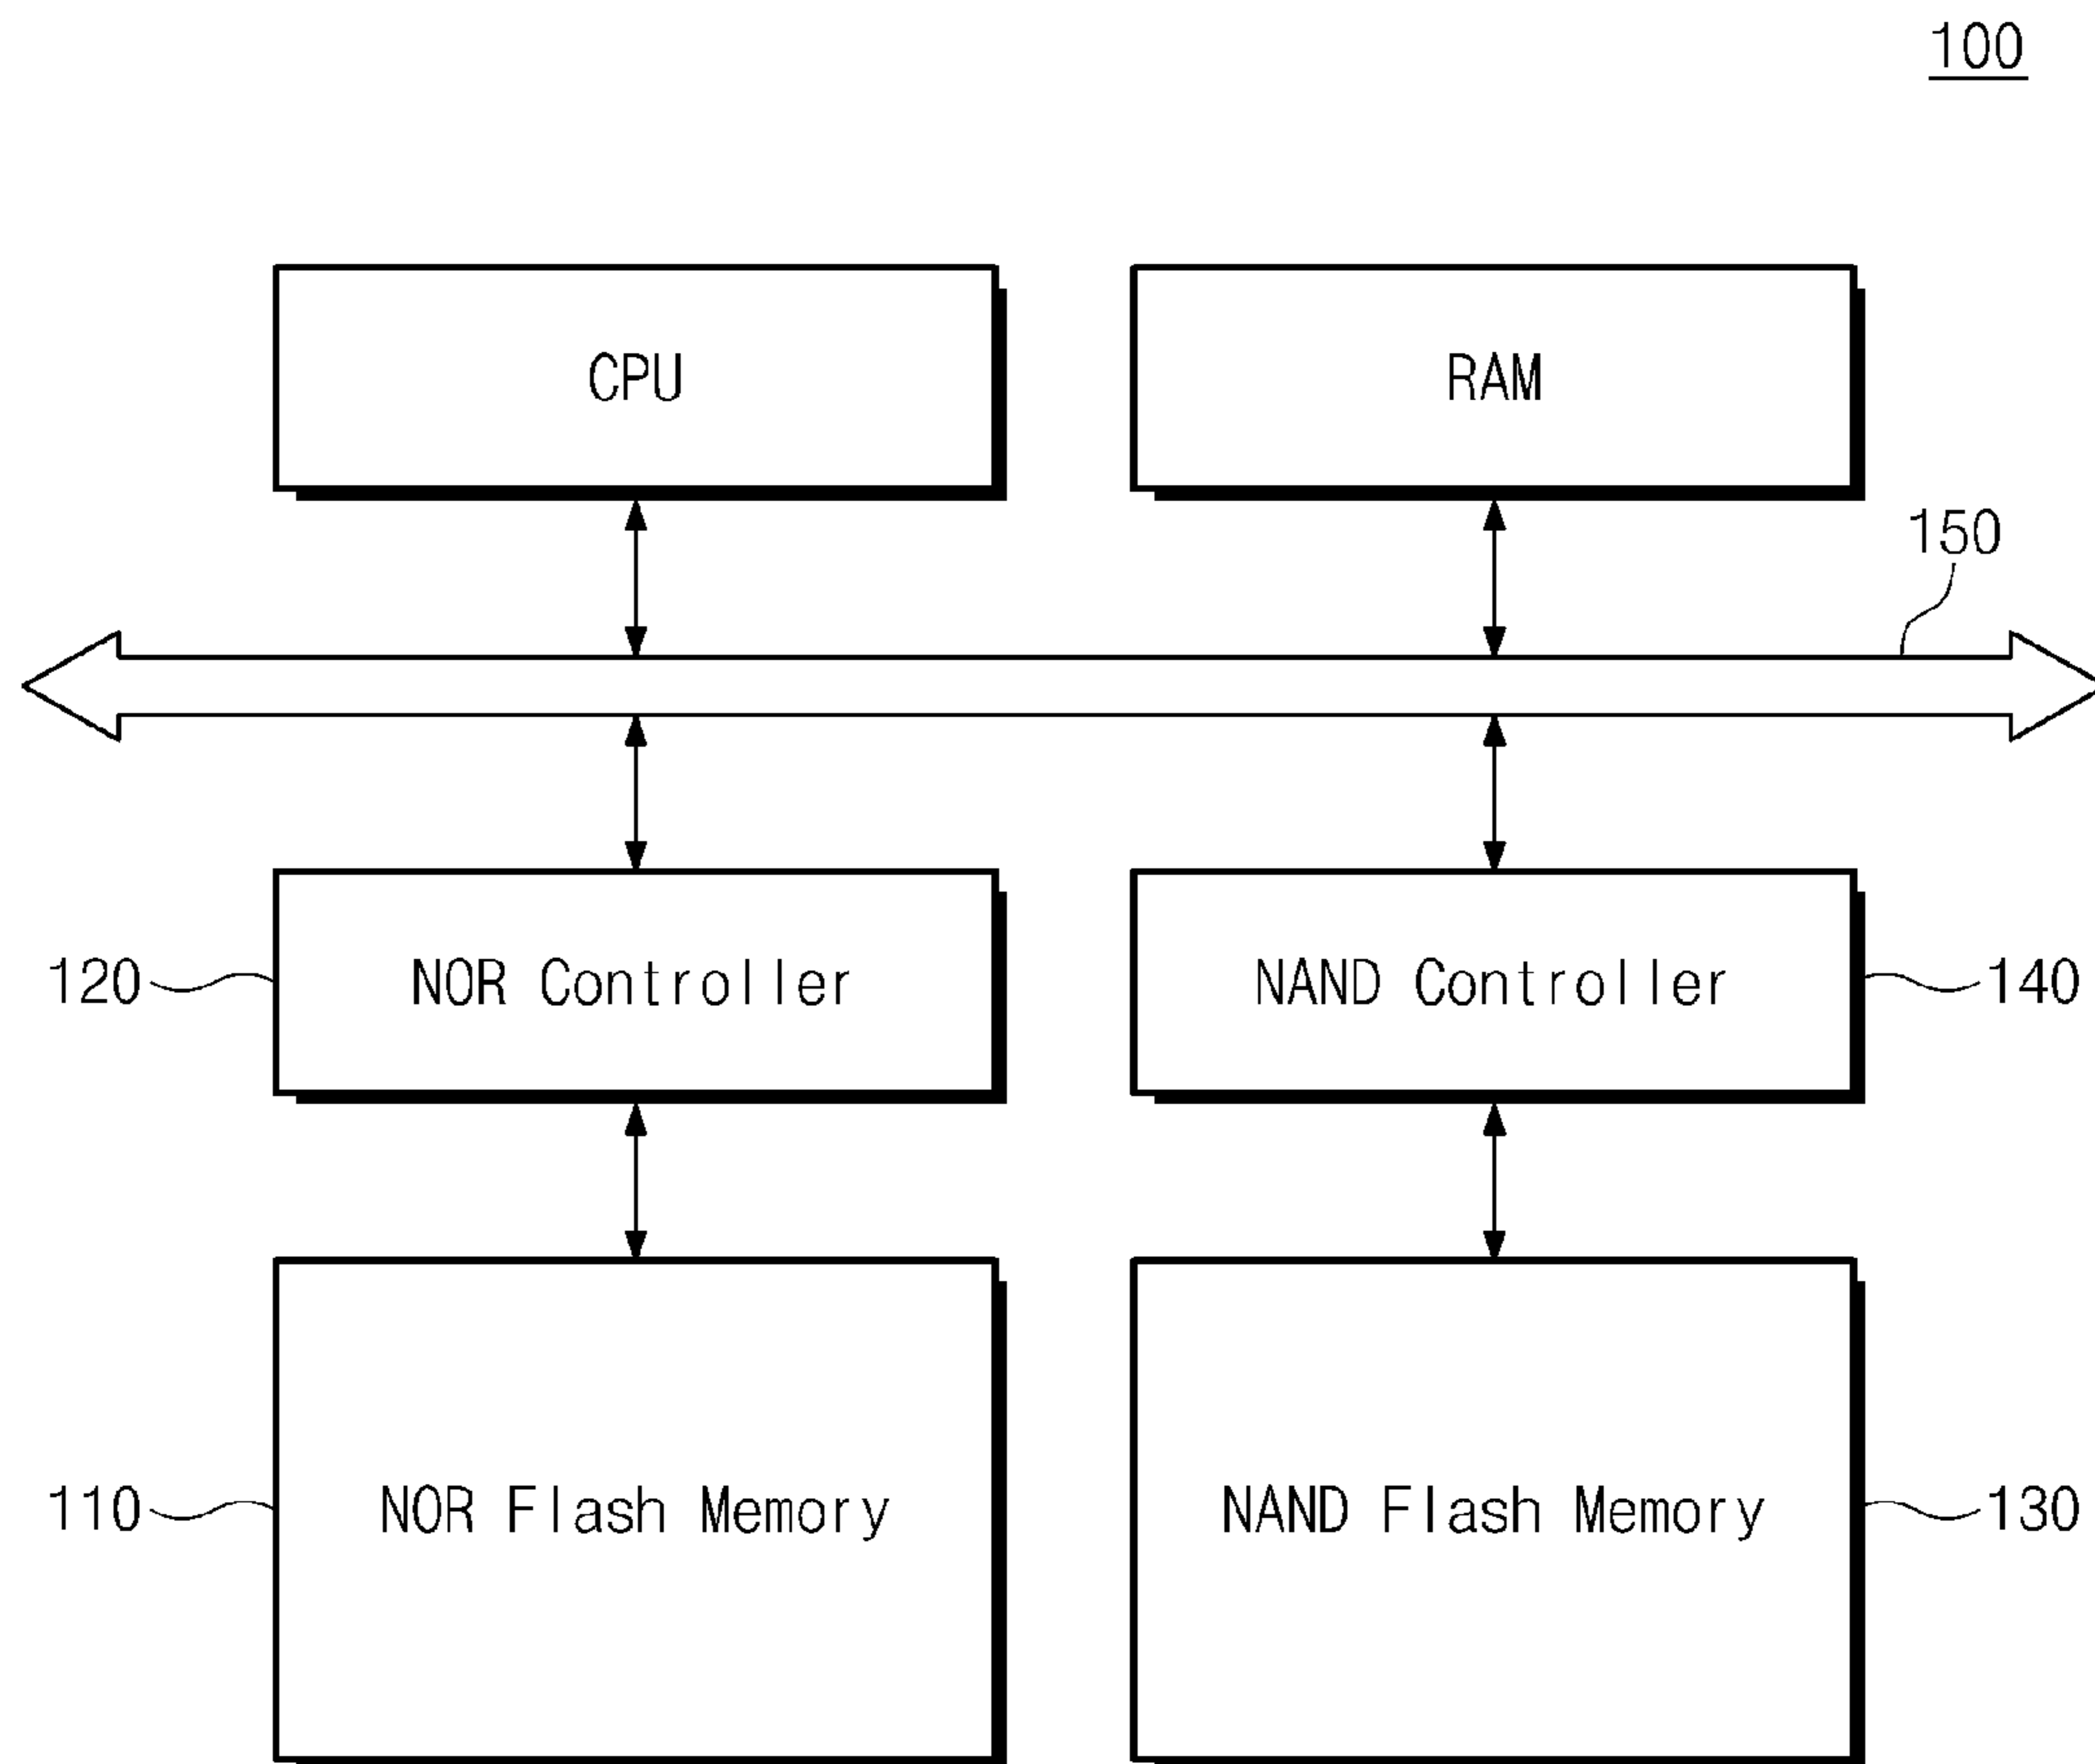 100
CPU
RAM
150
120
NOR Controller
NAND Controller
140
110
NOR Flash Memory
NAND Flash Memory
130